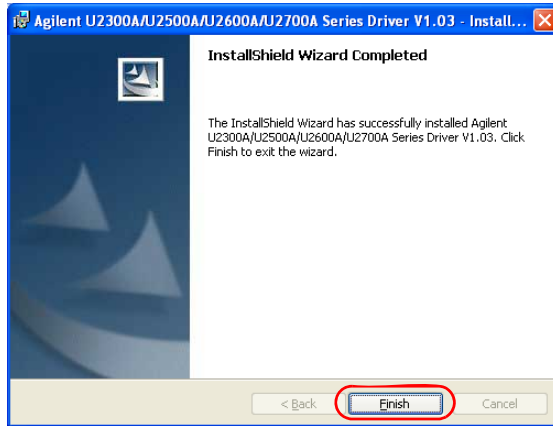 Agilent U2300A/U2500A/U2600A/U2700A Series Driver V1.03 - Install...
InstallShield Wizard Completed
The InstallShield Wizard has successfully installed Agilent
U2300A/U2500A/U2600A/U2700A Series Driver V1.03. Click
Finish to exit the wizard.
< Back
Finish
Cancel